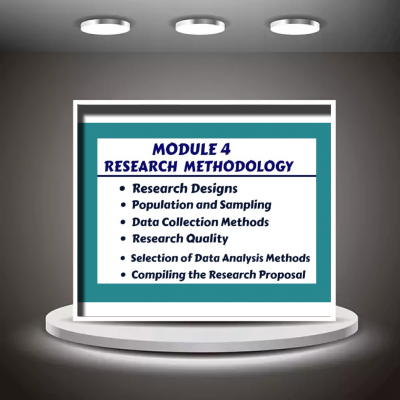 MODULE 4
RESEARCH METHODOLOGY
• Research Designs
• Population and Sampling
• Data Collection Methods
• Research Quality
• Selection of Data Analysis Methods
• Compiling the Research Proposal